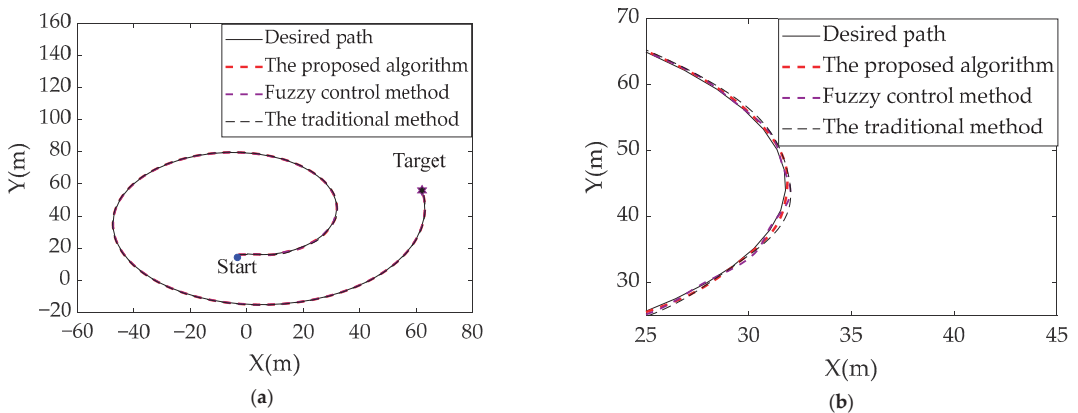 160
140
120
100
80
60
40
20
0
−20
Y(m)
Desired path
The proposed algorithm
Fuzzy control method
The traditional method
Target
Start
−60 −40 −20 0 20 40 60 80
X(m)
(a)
70
60
50
40
30
Y(m)
Desired path
The proposed algorithm
Fuzzy control method
The traditional method
25 30 35 40 45
X(m)
(b)